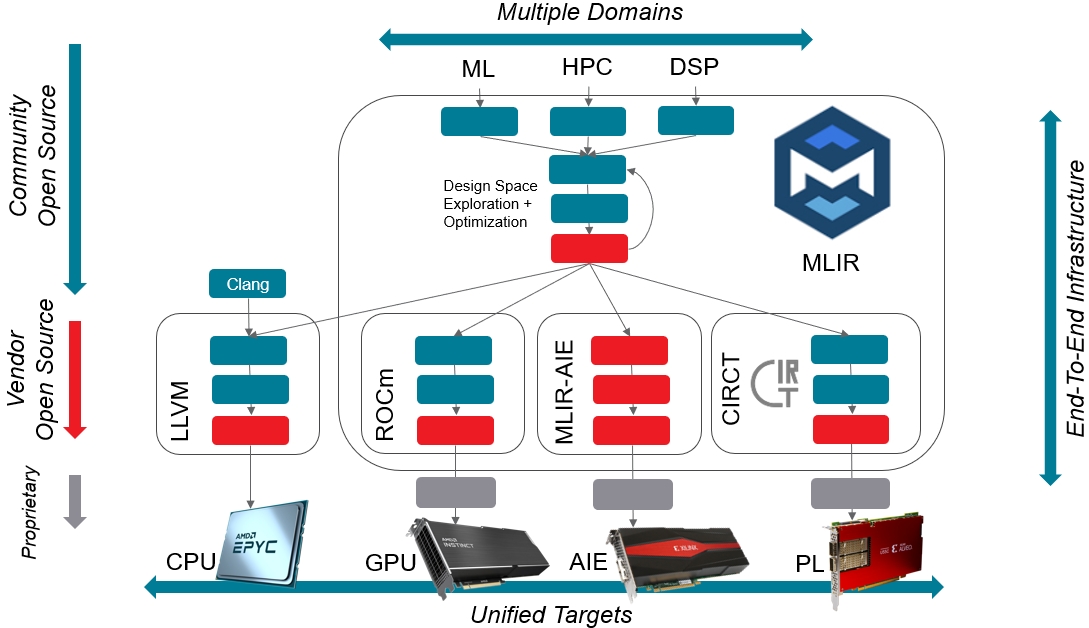 Multiple Domains
ML
HPC
DSP
Community
Open Source
Design Space
Exploration +
Optimization
MLIR
End-To-End Infrastructure
Clang
Vendor
Open Source
LLVM
ROCm
MLIR-AIE
CIRCT
CIRT
Proprietary
AMD
EPYC
AMD
INSTINCT
XILINX
CPU
GPU
AIE
PL
Unified Targets